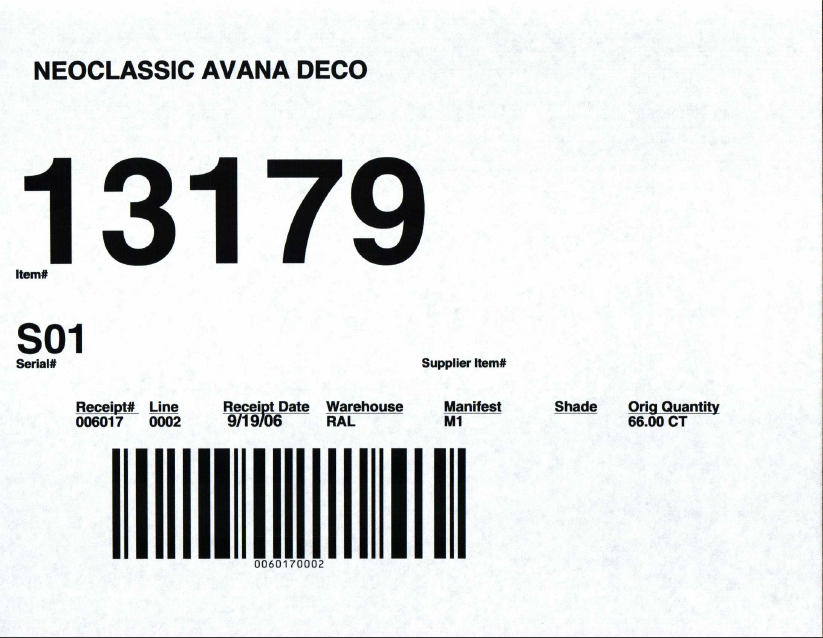 NEOCLASSIC AVANA DECO
13179
Item#
S01
Serial# Supplier Item#
Receipt# Line Receipt Date Warehouse Manifest Shade Orig Quantity
006017 0002 9/19/06 RAL M1 66.00 CT
0060170002